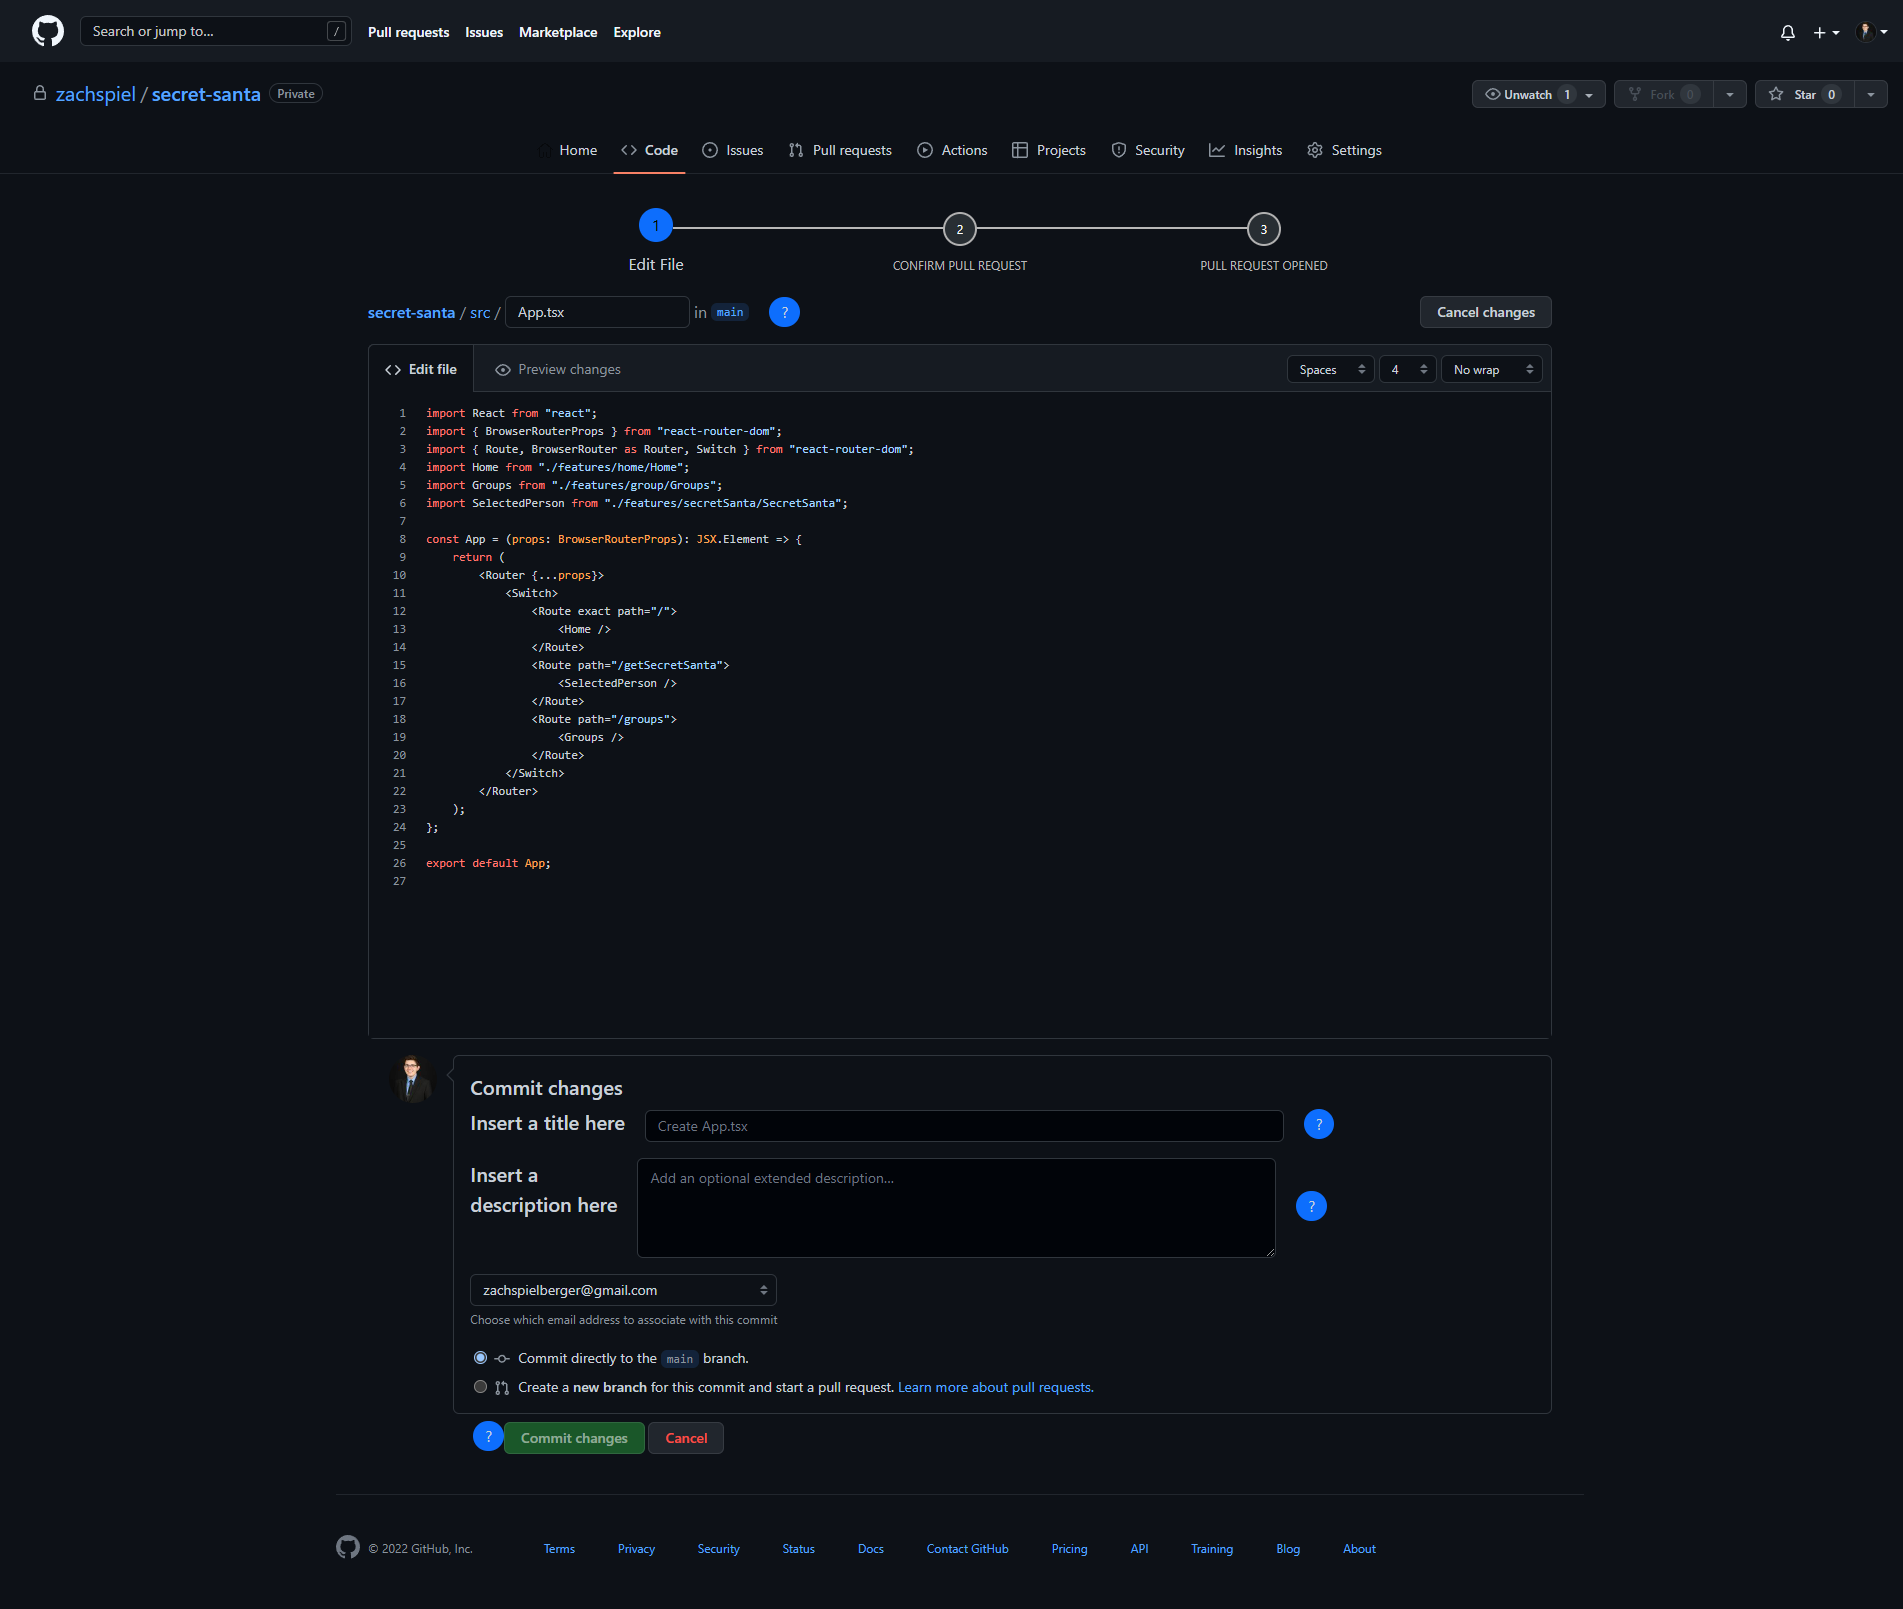 Search or jump to... /
Pull requests Issues Marketplace Explore
zachspiel / secret-santa Private
Unwatch 1 Fork 0 Star 0
Home Code Issues Pull requests Actions Projects Security Insights Settings
1 2 3
Edit File CONFIRM PULL REQUEST PULL REQUEST OPENED
secret-santa / src / App.tsx in main ? Cancel changes
Edit file Preview changes Spaces 4 No wrap
1 import React from "react";
2 import { BrowserRouterProps } from "react-router-dom";
3 import { Route, BrowserRouter as Router, Switch } from "react-router-dom";
4 import Home from "./features/home/Home";
5 import Groups from "./features/group/Groups";
6 import SelectedPerson from "./features/secretSanta/SecretSanta";
7
8 const App = (props: BrowserRouterProps): JSX.Element => {
9     return (
10         <Router {...props}>
11             <Switch>
12                 <Route exact path="/">
13                     <Home />
14                 </Route>
15                 <Route path="/getSecretSanta">
16                     <SelectedPerson />
17                 </Route>
18                 <Route path="/groups">
19                     <Groups />
20                 </Route>
21             </Switch>
22         </Router>
23     );
24 };
25
26 export default App;
27
Commit changes
Insert a title here Create App.tsx ?
Insert a
description here
Add an optional extended description...
?
zachspielberger@gmail.com
Choose which email address to associate with this commit
Commit directly to the main branch.
Create a new branch for this commit and start a pull request. Learn more about pull requests.
? Commit changes Cancel
© 2022 GitHub, Inc. Terms Privacy Security Status Docs Contact GitHub Pricing API Training Blog About